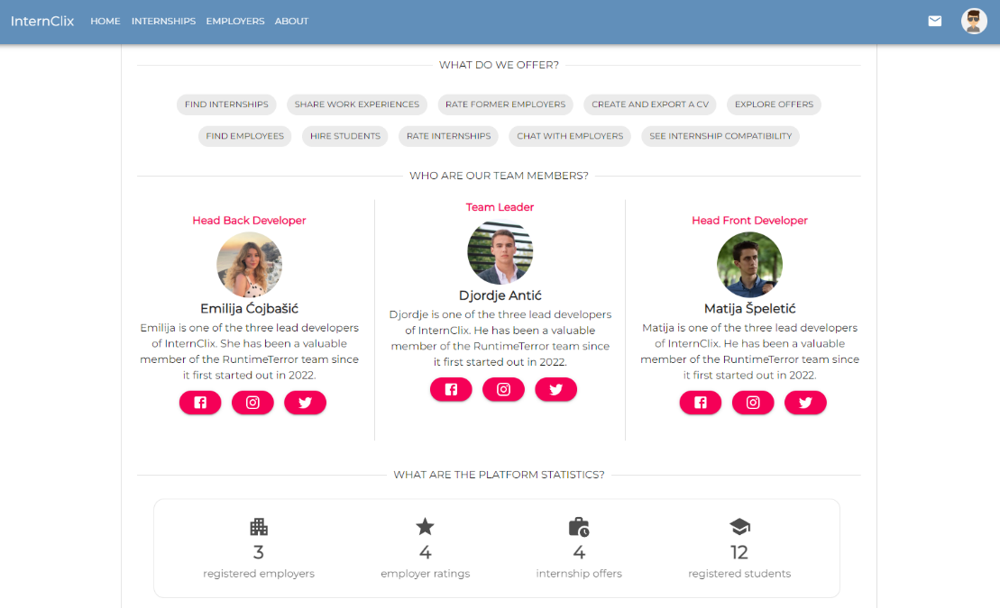 InternClix HOME INTERNSHIPS EMPLOYERS ABOUT
WHAT DO WE OFFER?
FIND INTERNSHIPS SHARE WORK EXPERIENCES RATE FORMER EMPLOYERS CREATE AND EXPORT A CV EXPLORE OFFERS
FIND EMPLOYEES HIRE STUDENTS RATE INTERNSHIPS CHAT WITH EMPLOYERS SEE INTERNSHIP COMPATIBILITY
WHO ARE OUR TEAM MEMBERS?
Head Back Developer
Emilija Ćojbašić
Emilija is one of the three lead developers
of InternClix. She has been a valuable
member of the RuntimeTerror team since
it first started out in 2022.
Team Leader
Djordje Antić
Djordje is one of the three lead developers
of InternClix. He has been a valuable
member of the RuntimeTerror team since
it first started out in 2022.
Head Front Developer
Matija Špeletić
Matija is one of the three lead developers
of InternClix. He has been a valuable
member of the RuntimeTerror team since
it first started out in 2022.
WHAT ARE THE PLATFORM STATISTICS?
3
registered employers
4
employer ratings
4
internship offers
12
registered students